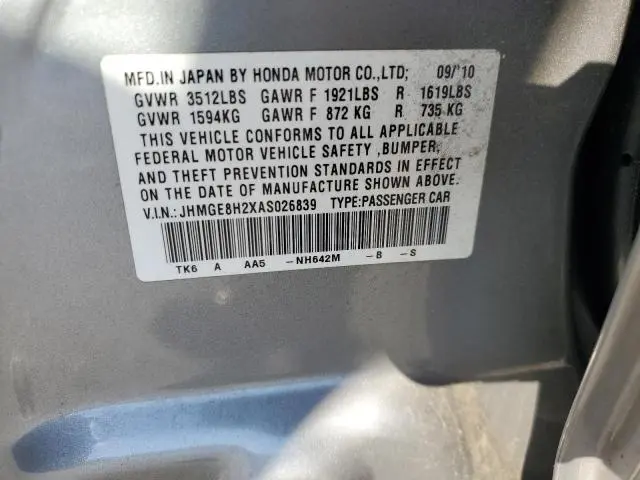 MFD.IN JAPAN BY HONDA MOTOR CO.,LTD; 09/'10
GVWR 3512LBS GAWR F 1921LBS R 1619LBS
GVWR 1594KG GAWR F 872 KG R 735 KG
THIS VEHICLE CONFORMS TO ALL APPLICABLE
FEDERAL MOTOR VEHICLE SAFETY ,BUMPER,
AND THEFT PREVENTION STANDARDS IN EFFECT
ON THE DATE OF MANUFACTURE SHOWN ABOVE.
V.I.N.:JHMGE8H2XAS026839 TYPE:PASSENGER CAR
TK6 A AA5 -NH642M -B -S